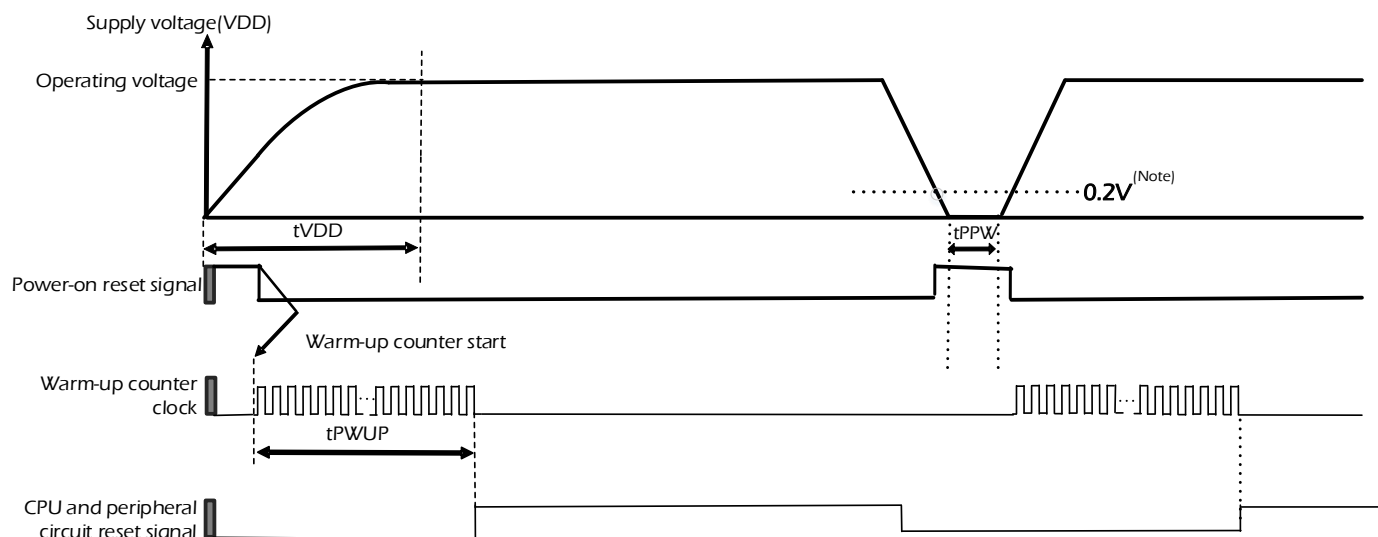 Supply voltage(VDD)
Operating voltage
0.2V(Note)
tVDD
tPPW
Power-on reset signal
Warm-up counter start
Warm-up counter
clock
tPWUP
CPU and peripheral
circuit reset signal